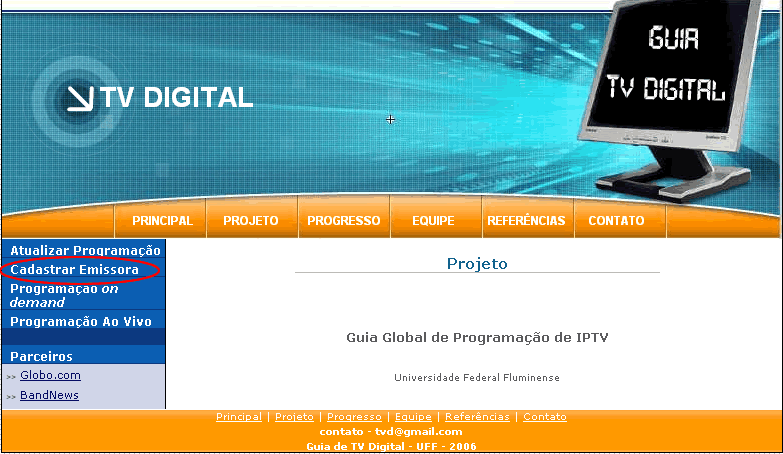 GUIA
TV DIGITAL
TV DIGITAL
PRINCIPAL PROJETO PROGRESSO EQUIPE REFERÊNCIAS CONTATO
Atualizar Programação
Cadastrar Emissora
Programação on
demand
Programação Ao Vivo
Parceiros
>> Globo.com
>> BandNews
Projeto
Guia Global de Programação de IPTV
Universidade Federal Fluminense
Principal | Projeto | Progresso | Equipe | Referências | Contato
contato - tvd@gmail.com
Guia de TV Digital - UFF - 2006